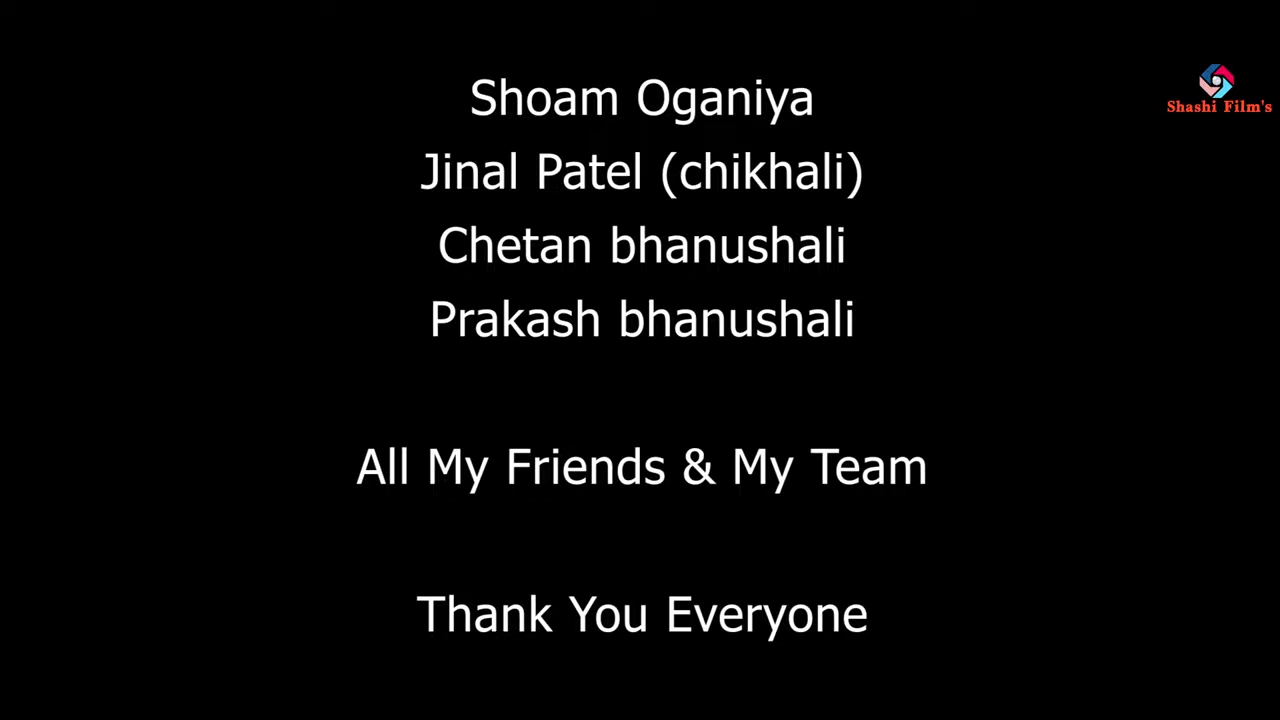 Shoam Oganiya
Jinal Patel (chikhali)
Chetan bhanushali
Prakash bhanushali
All My Friends & My Team
Thank You Everyone
Shashi Film's